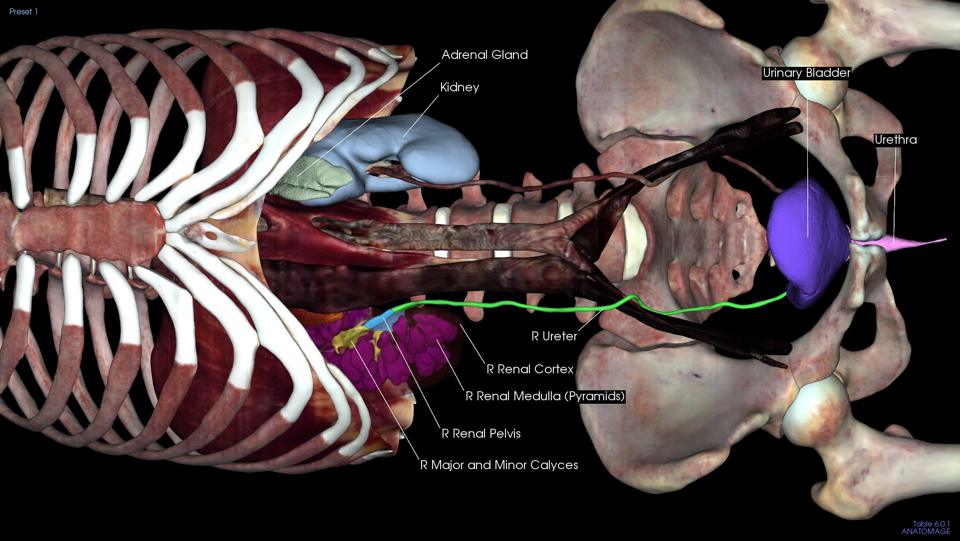 Preset 1
Adrenal Gland
Kidney
Urinary Bladder
Urethra
R Ureter
R Renal Cortex
R Renal Medulla (Pyramids)
R Renal Pelvis
R Major and Minor Calyces
Table 6.0.1
ANATOMAGE